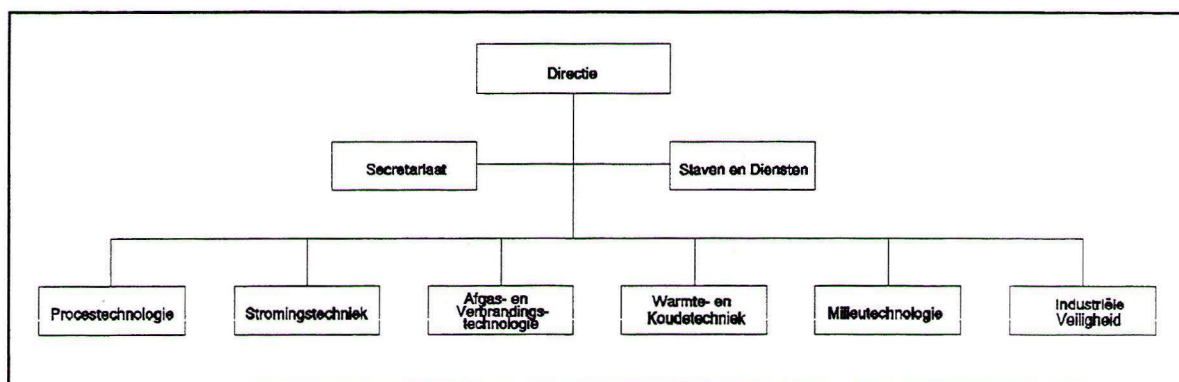 Directie
Secretariaat
Staven en Diensten
Procestechnologie
Stromingstechniek
Afgas- en
Verbrandings-
technologie
Warmte- en
Koudetechniek
Milieutechnologie
Industriële
Veiligheid